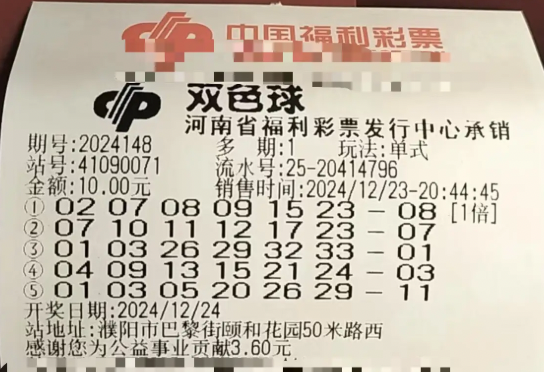 中国福利彩票
双色球
河南省福利彩票发行中心承销
期号:2024148 多 期:1 玩法:单式
站号:41090071 流水号:25-20414796
金额:10.00元 销售时间:2024/12/23-20:44:45
① 02 07 08 09 15 23 - 08 [1倍]
② 07 10 11 12 17 23 - 07
③ 01 03 26 29 32 33 - 01
④ 04 09 13 15 21 24 - 03
⑤ 01 03 05 20 26 29 - 11
开奖日期:2024/12/24
站地址:濮阳市巴黎街颐和花园50米路西
感谢您为公益事业贡献3.60元